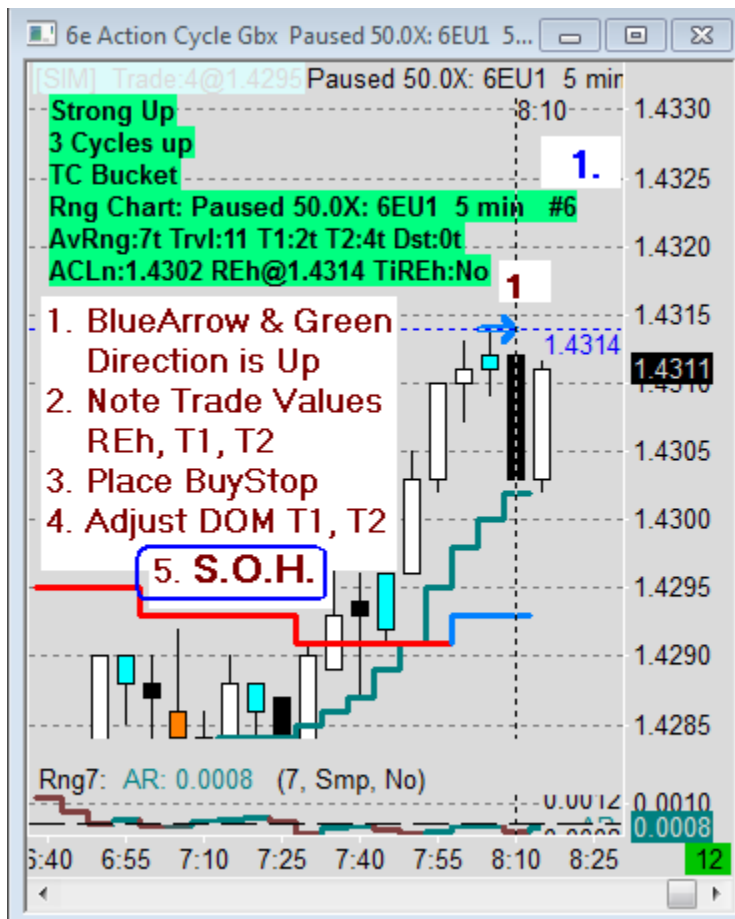 6e Action Cycle Gbx Paused 50.0X: 6EU1 5...
[SIM] Trade:4@1.4295 Paused 50.0X: 6EU1 5 min
Strong Up
8:10
1.4330
3 Cycles up
1.
TC Bucket
1.4325
Rng Chart: Paused 50.0X: 6EU1 5 min #6
AvRng:7t Trvl:11 T1:2t T2:4t Dst:0t
1.4320
ACLn:1.4302 REh@1.4314 TiREh:No
1
1. BlueArrow & Green
Direction is Up
1.4315
1.4314
1.4311
2. Note Trade Values
REh, T1, T2
1.4305
3. Place BuyStop
4. Adjust DOM T1, T2
1.4300
5. S.O.H.
1.4295
1.4290
1.4285
Rng7: AR: 0.0008 (7, Smp, No)
0.0012 0.0010
0.0008
6:55 7:10 7:25 7:40 7:55 8:10 8:25 12